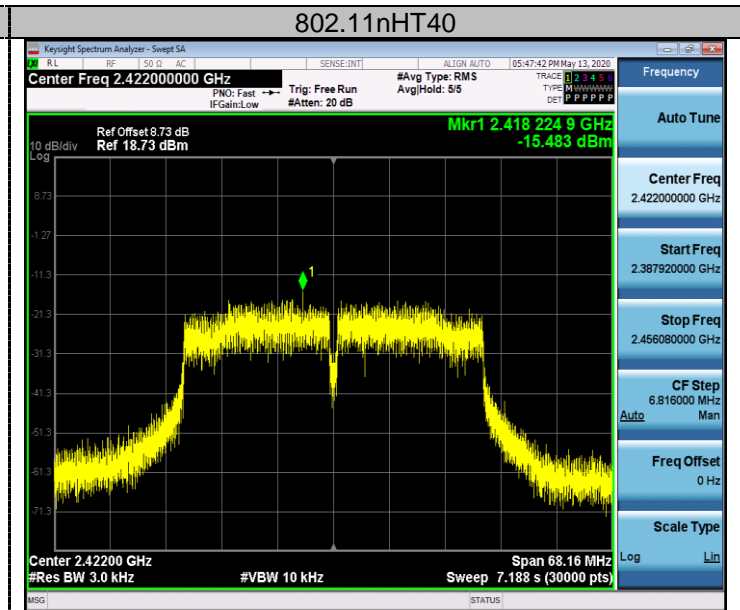 802.11nHT40
Keysight Spectrum Analyzer - Swept SA
RL RF 50 Ω AC SENSE:INT ALIGN AUTO 05:47:42 PM May 13, 2020
Center Freq 2.422000000 GHz
PNO: Fast
IFGain:Low
Trig: Free Run
#Atten: 20 dB
#Avg Type: RMS
Avg|Hold: 5/5
TRACE 1 2 3 4 5 6
TYPE M WWWWW
DET P P P P P P
Frequency
Auto Tune
Center Freq
2.422000000 GHz
Start Freq
2.387920000 GHz
Stop Freq
2.456080000 GHz
CF Step
6.816000 MHz
Auto Man
Freq Offset
0 Hz
Scale Type
Log Lin
Ref Offset 8.73 dB
10 dB/div Ref 18.73 dBm
Log
Mkr1 2.418 224 9 GHz
-15.483 dBm
8.73
-1.27
-11.3
1
-21.3
-31.3
-41.3
-51.3
-61.3
-71.3
Center 2.42200 GHz Span 68.16 MHz
#Res BW 3.0 kHz #VBW 10 kHz Sweep 7.188 s (30000 pts)
MSG STATUS